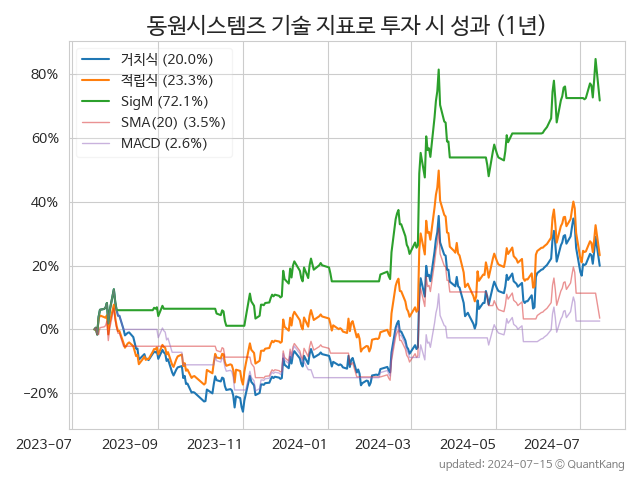 동원시스템즈 기술 지표로 투자 시 성과 (1년)
거치식 (20.0%)
적립식 (23.3%)
SigM (72.1%)
SMA(20) (3.5%)
MACD (2.6%)
80%
60%
40%
20%
0%
−20%
2023-07 2023-09 2023-11 2024-01 2024-03 2024-05 2024-07
updated: 2024-07-15 © QuantKang